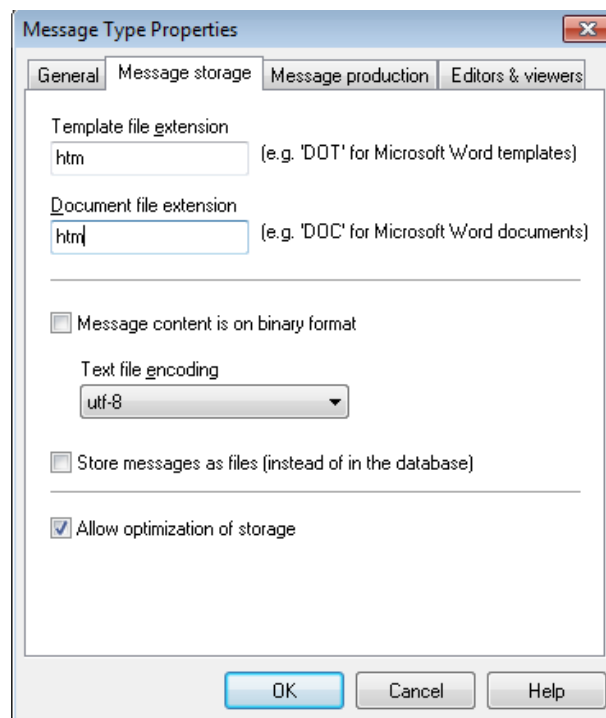 Message Type Properties
General Message storage Message production Editors & viewers
Template file extension
htm (e.g. 'DOT' for Microsoft Word templates)
Document file extension
htm (e.g. 'DOC' for Microsoft Word documents)
Message content is on binary format
Text file encoding
utf-8
Store messages as files (instead of in the database)
Allow optimization of storage
OK Cancel Help